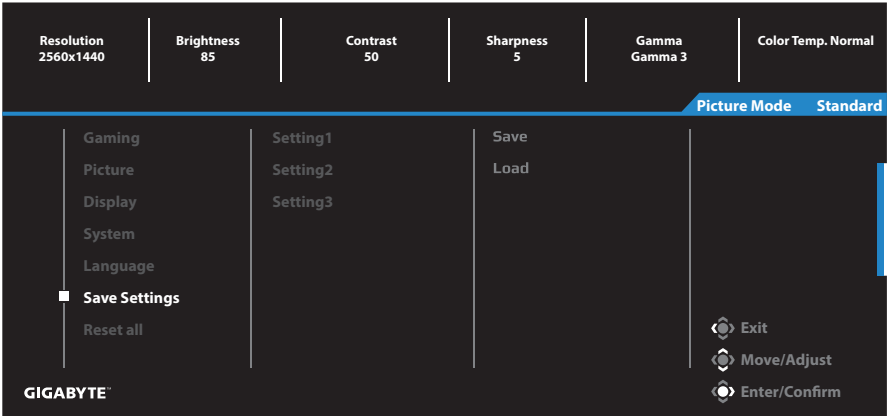 Resolution
2560x1440
Brightness
85
Contrast
50
Sharpness
5
Gamma
Gamma 3
Color Temp. Normal
Picture Mode Standard
Gaming
Picture
Display
System
Language
Save Settings
Reset all
Setting1
Setting2
Setting3
Save
Load
Exit
Move/Adjust
Enter/Confirm
GIGABYTE™